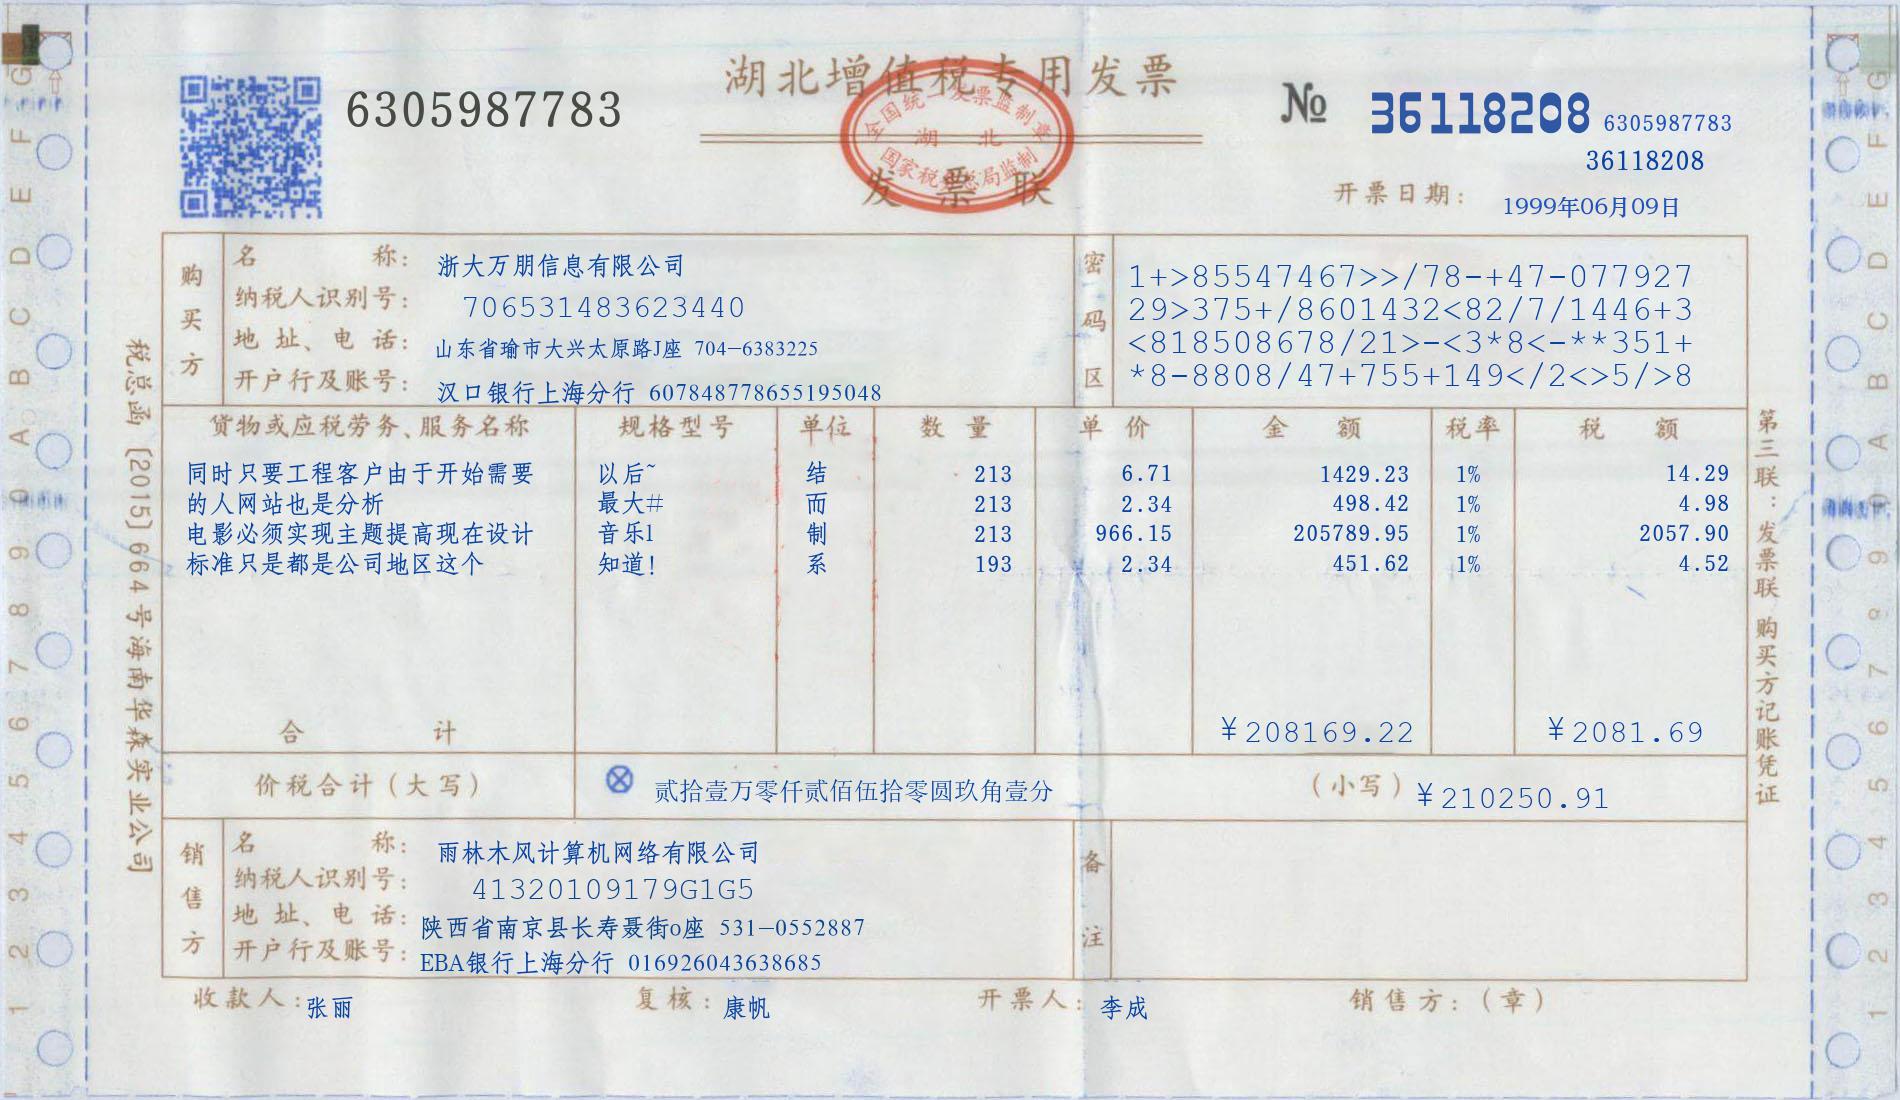 湖北增值税专用发票
全国统一发票监制章
湖 北
国家税务总局监制
发票联
6305987783
№ 36118208 6305987783
36118208
开票日期: 1999年06月09日
购买方
名 称: 浙大万朋信息有限公司
纳税人识别号: 706531483623440
地 址、电 话: 山东省瑜市大兴太原路J座 704-6383225
开户行及账号: 汉口银行上海分行 607848778655195048
密码区
1+>85547467>>/78-+47-077927
29>375+/8601432<82/7/1446+3
<818508678/21>-<3*8<-**351+
*8-8808/47+755+149</2<>5/>8
货物或应税劳务、服务名称 规格型号 单位 数 量 单 价 金 额 税率 税 额
同时只要工程客户由于开始需要 以后~ 结 213 6.71 1429.23 1% 14.29
的人网站也是分析 最大# 而 213 2.34 498.42 1% 4.98
电影必须实现主题提高现在设计 音乐l 制 213 966.15 205789.95 1% 2057.90
标准只是都是公司地区这个 知道! 系 193 2.34 451.62 1% 4.52
合 计 ¥208169.22 ¥2081.69
价税合计(大写) ⊗ 贰拾壹万零仟贰佰伍拾零圆玖角壹分 (小写) ¥210250.91
销售方
名 称: 雨林木风计算机网络有限公司
纳税人识别号: 41320109179G1G5
地 址、电 话: 陕西省南京县长寿聂街o座 531-0552887
开户行及账号: EBA银行上海分行 016926043638685
备注
收款人: 张丽 复核: 康帆 开票人: 李成 销售方:(章)
税总函[2015]664号海南华森实业公司
第三联:发票联 购买方记账凭证
G F E D C B A 0 9 8 7 6 5 4 3 2 1
G F E D C B A 0 9 8 7 6 5 4 3 2 1